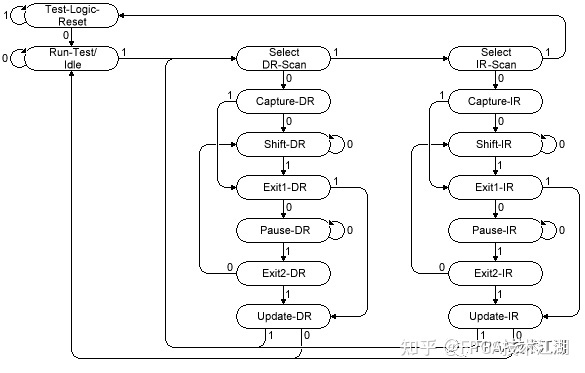 Test-Logic-
Reset
1
0
Run-Test/
Idle
0
1
Select
DR-Scan
1
Select
IR-Scan
1
0
0
1
Capture-DR
1
Capture-IR
0
0
Shift-DR
0
Shift-IR
0
1
1
Exit1-DR
1
Exit1-IR
1
0
0
Pause-DR
0
Pause-IR
0
1
1
0
Exit2-DR
0
Exit2-IR
1
1
Update-DR
Update-IR
1
0
1
0
知乎 @FPGA技术江湖